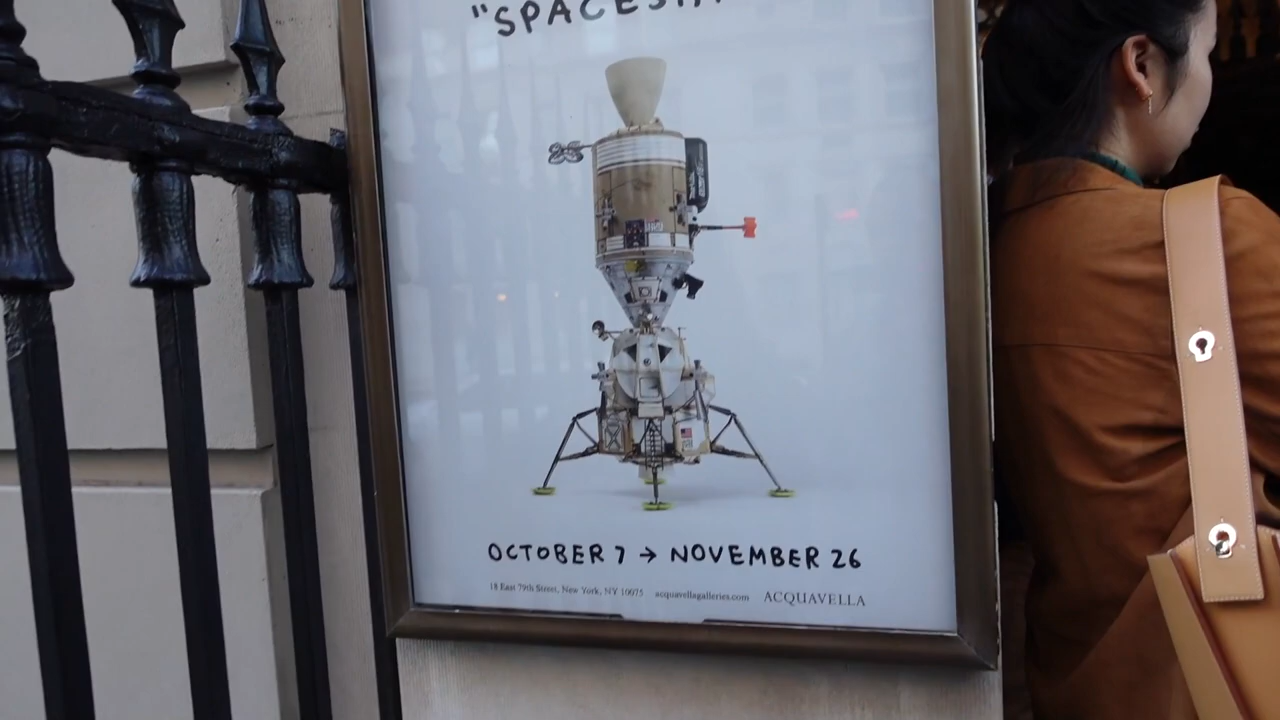 OCTOBER 7 → NOVEMBER 26
18 East 79th Street, New York, NY 10075 acquavellagalleries.com ACQUAVELLA